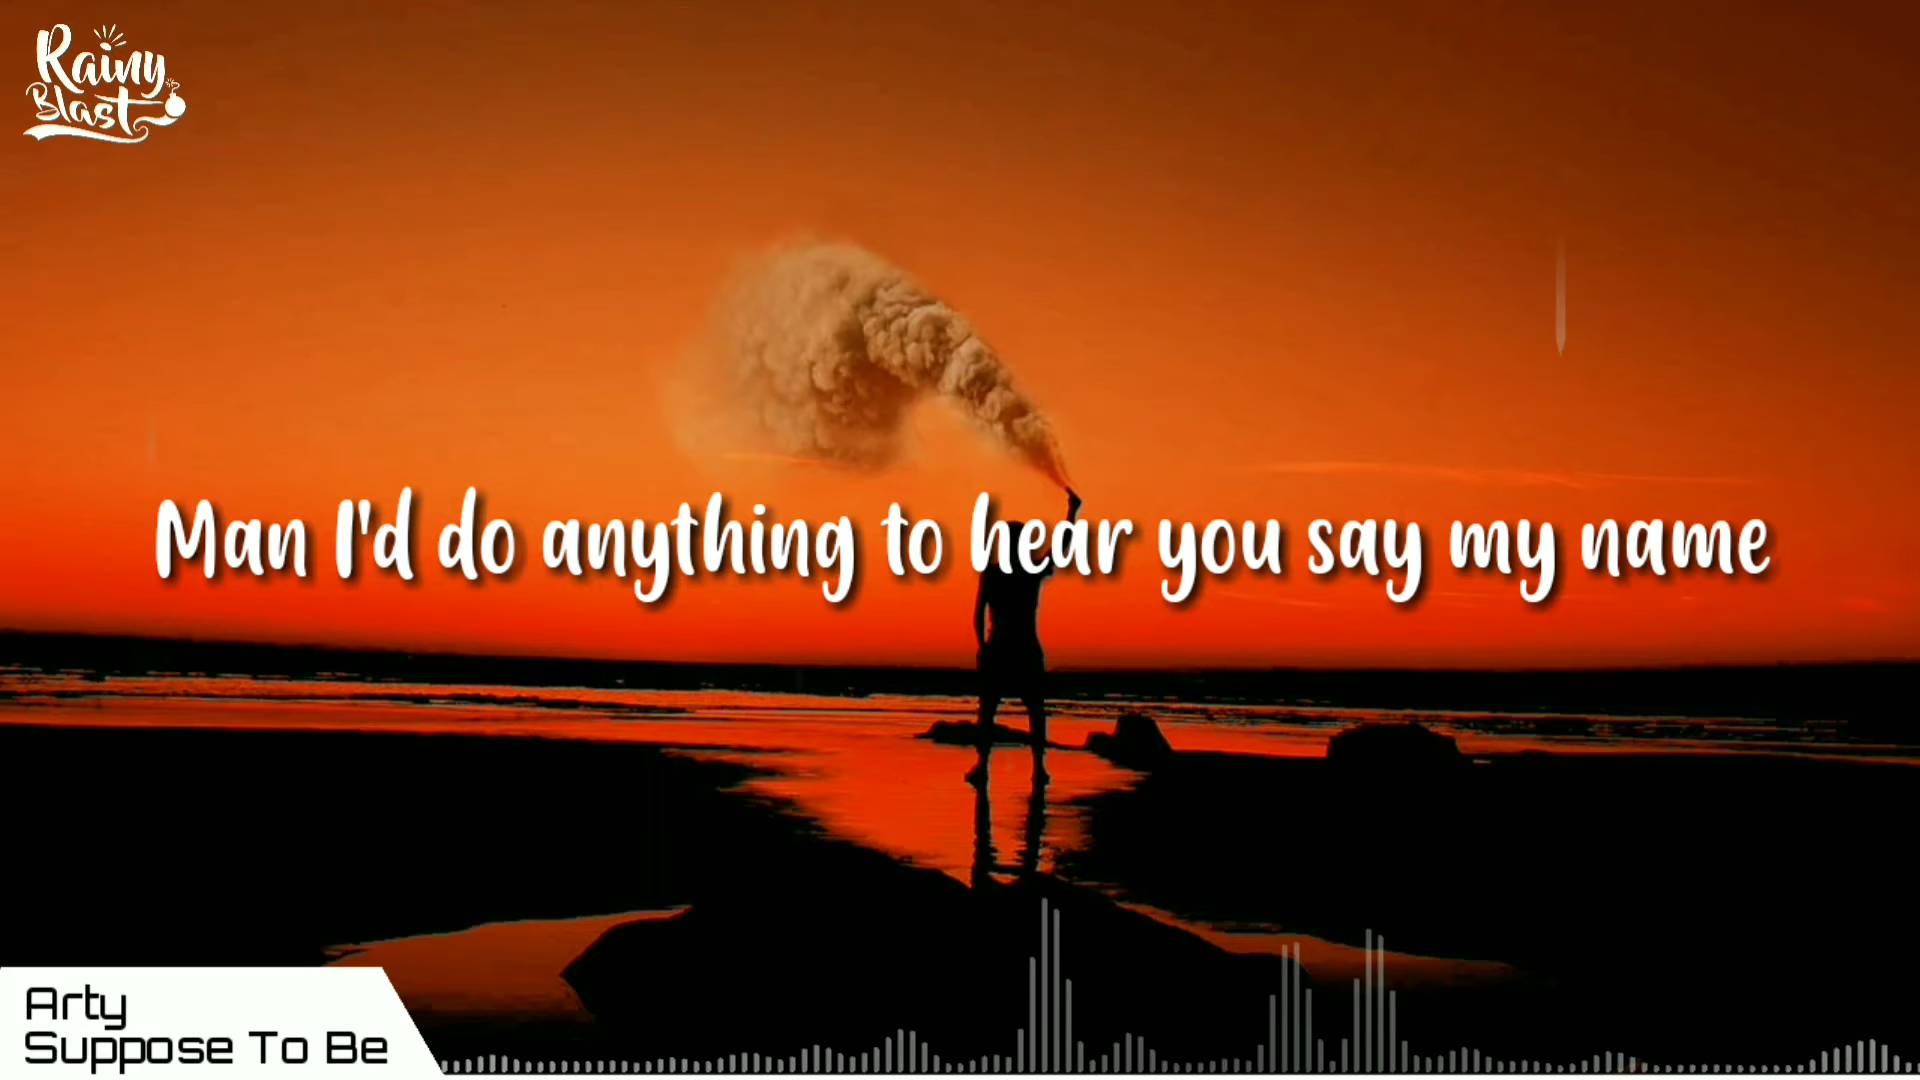 Rainy
Blast
Man I'd do anything to hear you say my name
Arty
Suppose To Be